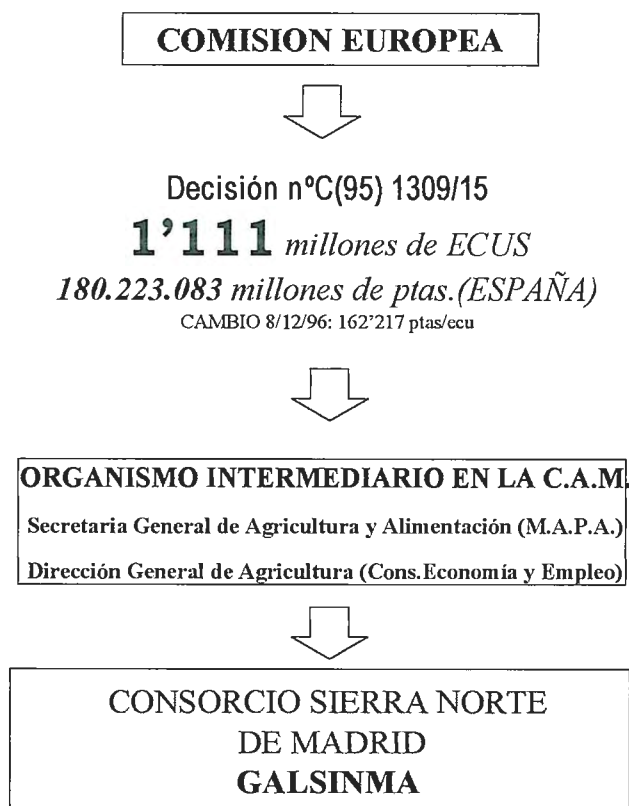 COMISION EUROPEA
Decisión nºC(95) 1309/15
1’111 millones de ECUS
180.223.083 millones de ptas.(ESPAÑA)
CAMBIO 8/12/96: 162’217 ptas/ecu
ORGANISMO INTERMEDIARIO EN LA C.A.M.
Secretaria General de Agricultura y Alimentación (M.A.P.A.)
Dirección General de Agricultura (Cons.Economía y Empleo)
CONSORCIO SIERRA NORTE
DE MADRID
GALSINMA